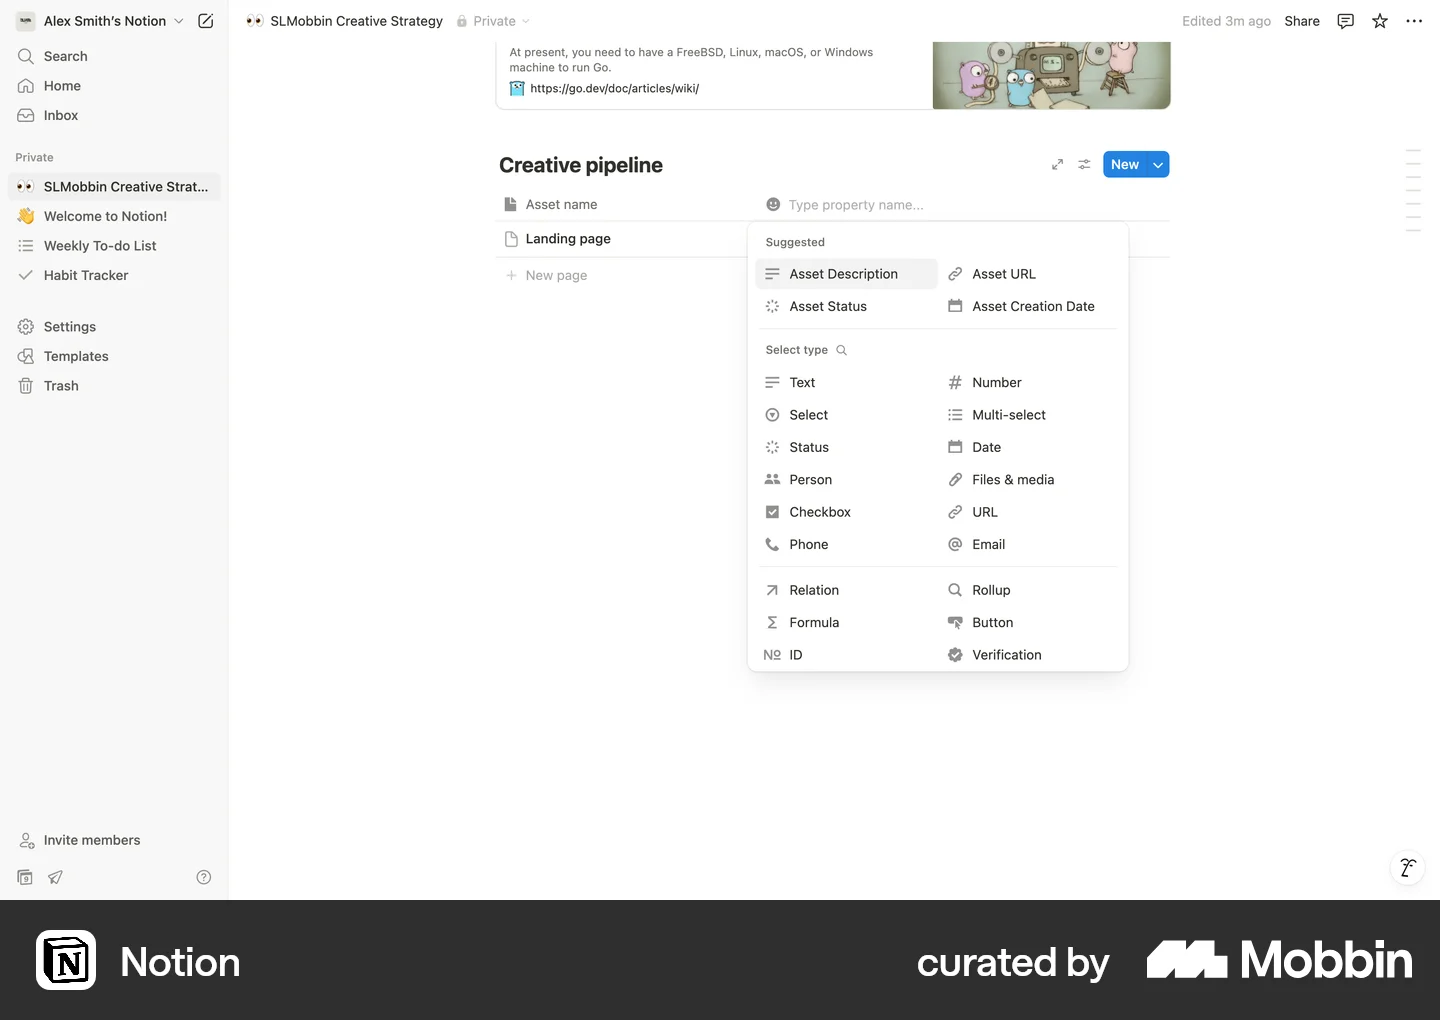 Alex Smith's Notion
Search
Home
Inbox
Private
SLMobbin Creative Strat...
Welcome to Notion!
Weekly To-do List
Habit Tracker
Settings
Templates
Trash
Invite members
SLMobbin Creative Strategy
Private
Edited 3m ago
Share
At present, you need to have a FreeBSD, Linux, macOS, or Windows
machine to run Go.
https://go.dev/doc/articles/wiki/
Creative pipeline
New
Asset name
Type property name...
Landing page
New page
Suggested
Asset Description
Asset URL
Asset Status
Asset Creation Date
Select type
Text
Number
Select
Multi-select
Status
Date
Person
Files & media
Checkbox
URL
Phone
Email
Relation
Rollup
Formula
Button
Nº ID
Verification
N Notion
curated by Mobbin